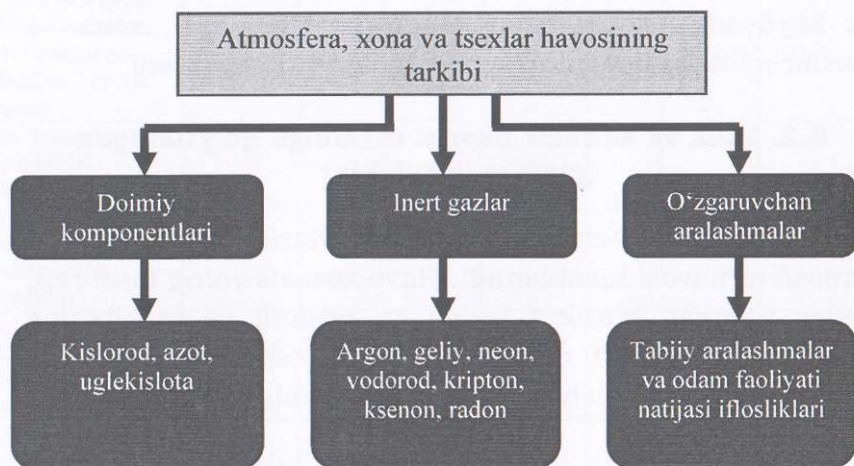 Atmosfera, xona va tsexlar havosining
tarkibi
Doimiy
komponentlari
Inert gazlar
O‘zgaruvchan
aralashmalar
Kislorod, azot,
uglekislota
Argon, geliy, neon,
vodorod, kripton,
ksenon, radon
Tabiiy aralashmalar
va odam faoliyati
natijasi ifloslıklari